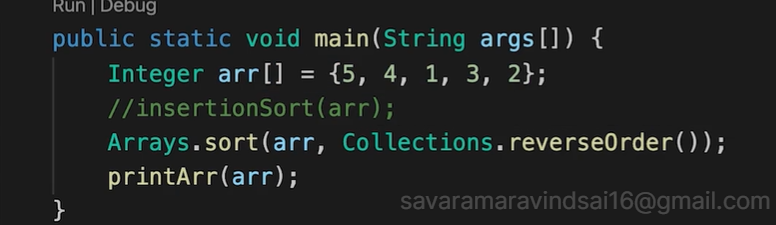 Run | Debug
public static void main(String args[]) {
    Integer arr[] = {5, 4, 1, 3, 2};
    //insertionSort(arr);
    Arrays.sort(arr, Collections.reverseOrder());
    printArr(arr);
}
savaramaravindsai16@gmail.com